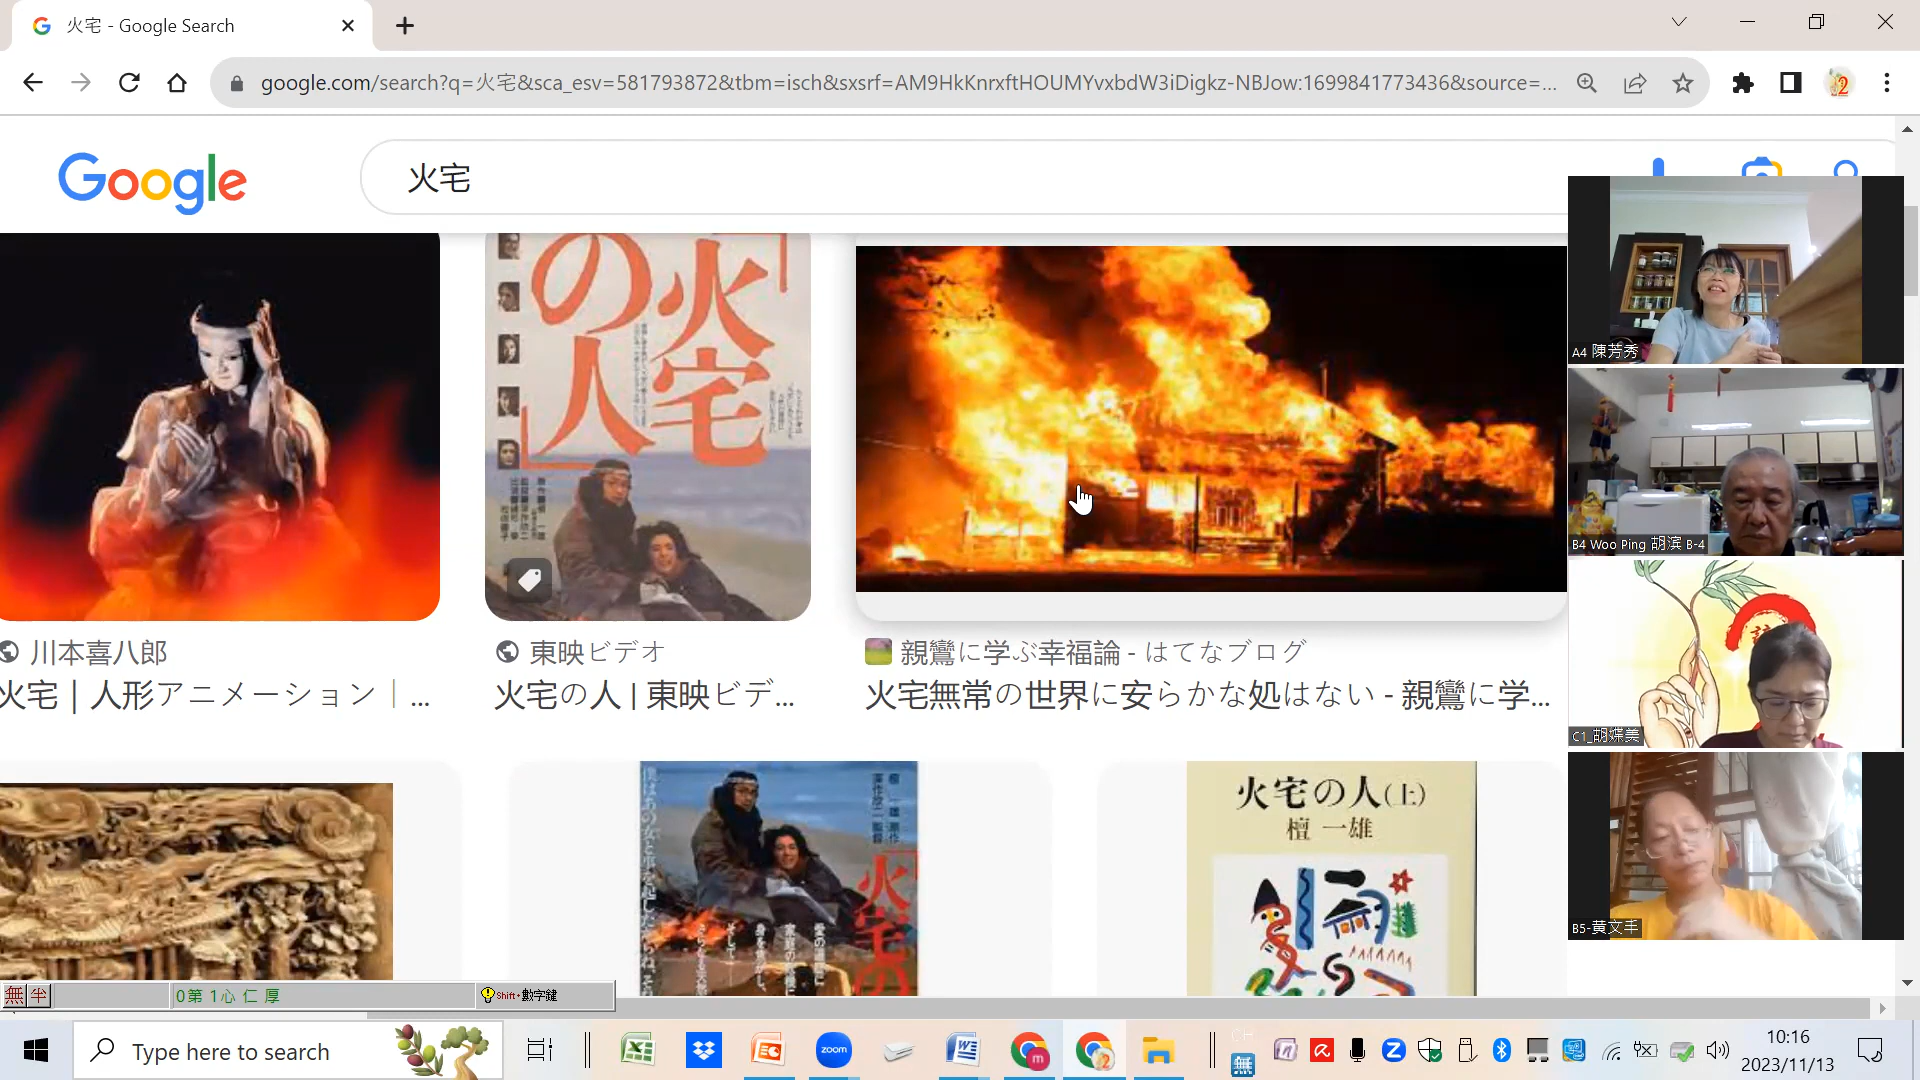 火宅 - Google Search
google.com/search?q=火宅&sca_esv=581793872&tbm=isch&sxsrf=AM9HkKnrxftHOUMYvxbdW3iDigkz-NBJow:1699841773436&source=...
Google
火宅
「火宅
の人」
川本喜八郎
火宅 | 人形アニメーション | ...
東映ビデオ
火宅の人 | 東映ビデ...
親鸞に学ぶ幸福論 - はてなブログ
火宅無常の世界に安らかな処はない - 親鸞に学...
火宅の人(上)
檀 一雄
A4 陳芳秀
B4 Woo Ping 胡滨 B-4
C1_胡媟美
B5-黄文丰
無 半
0第 1心 仁 厚
Shift+數字鍵
Type here to search
zoom
10:16
2023/11/13